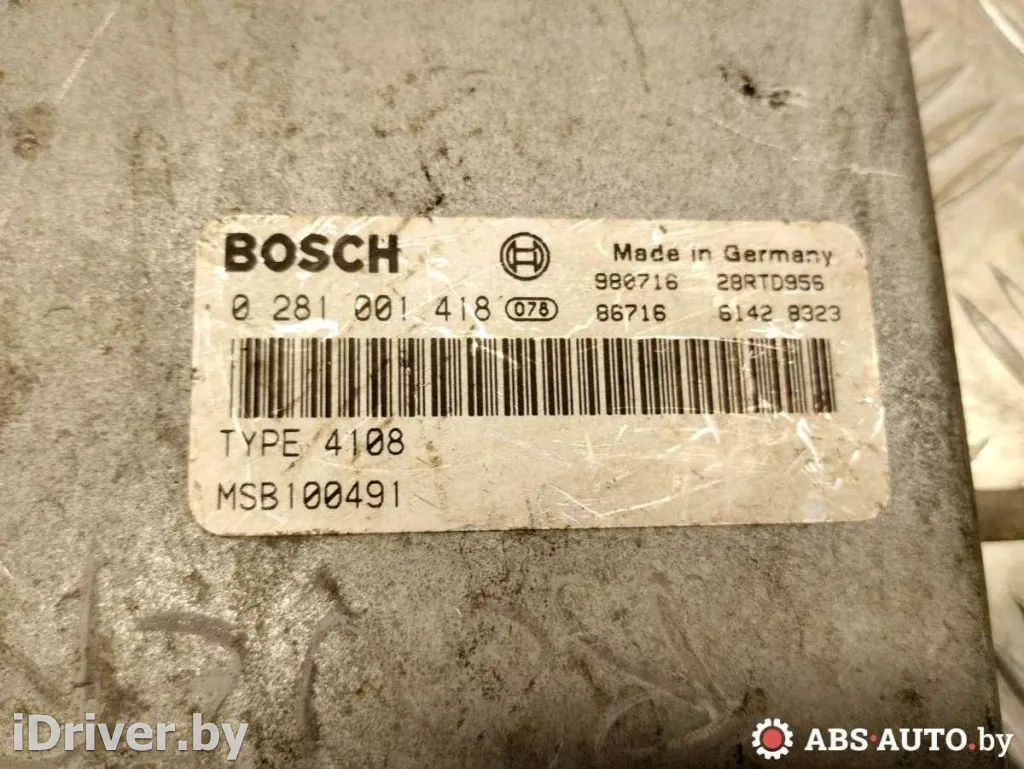 BOSCH
Made in Germany
980716 28RTD956
0 281 001 418 078
86716 6142 8323
TYPE 4108
MSB100491
iDriver.by
ABS-AUTO.by